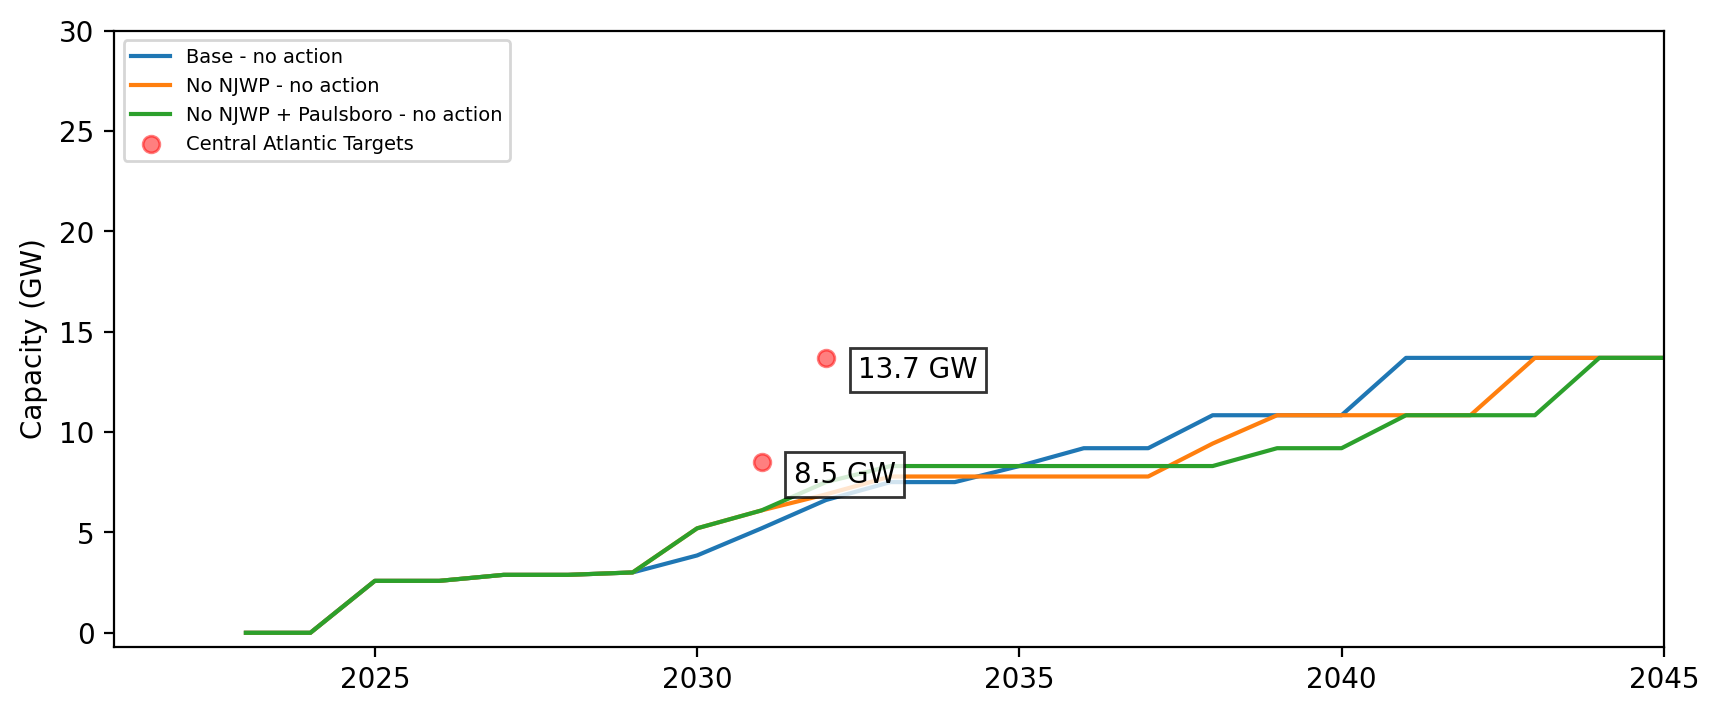 30
25
20
15
10
5
0
Capacity (GW)
Base - no action
No NJWP - no action
No NJWP + Paulsboro - no action
Central Atlantic Targets
13.7 GW
8.5 GW
2025
2030
2035
2040
2045